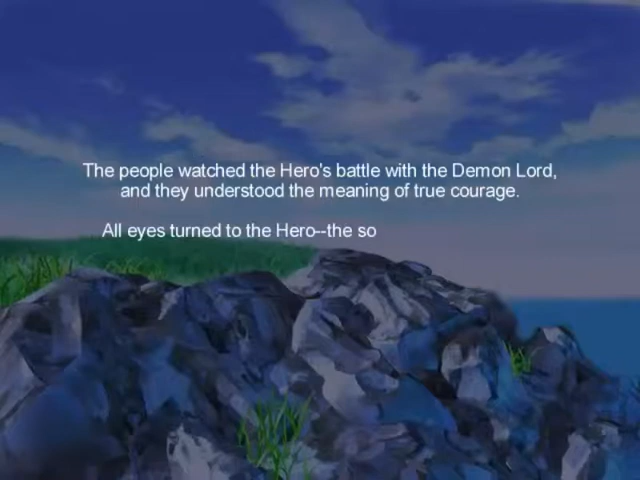 The people watched the Hero's battle with the Demon Lord,
and they understood the meaning of true courage.
All eyes turned to the Hero--the so